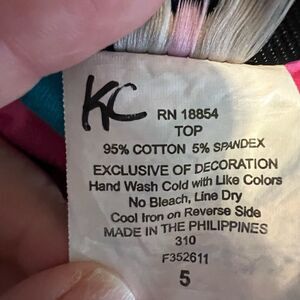 KC
RN 18854
TOP
95% COTTON 5% SPANDEX
EXCLUSIVE OF DECORATION
Hand Wash Cold with Like Colors
No Bleach, Line Dry
Cool Iron on Reverse Side
MADE IN THE PHILIPPINES
310
F352611
5